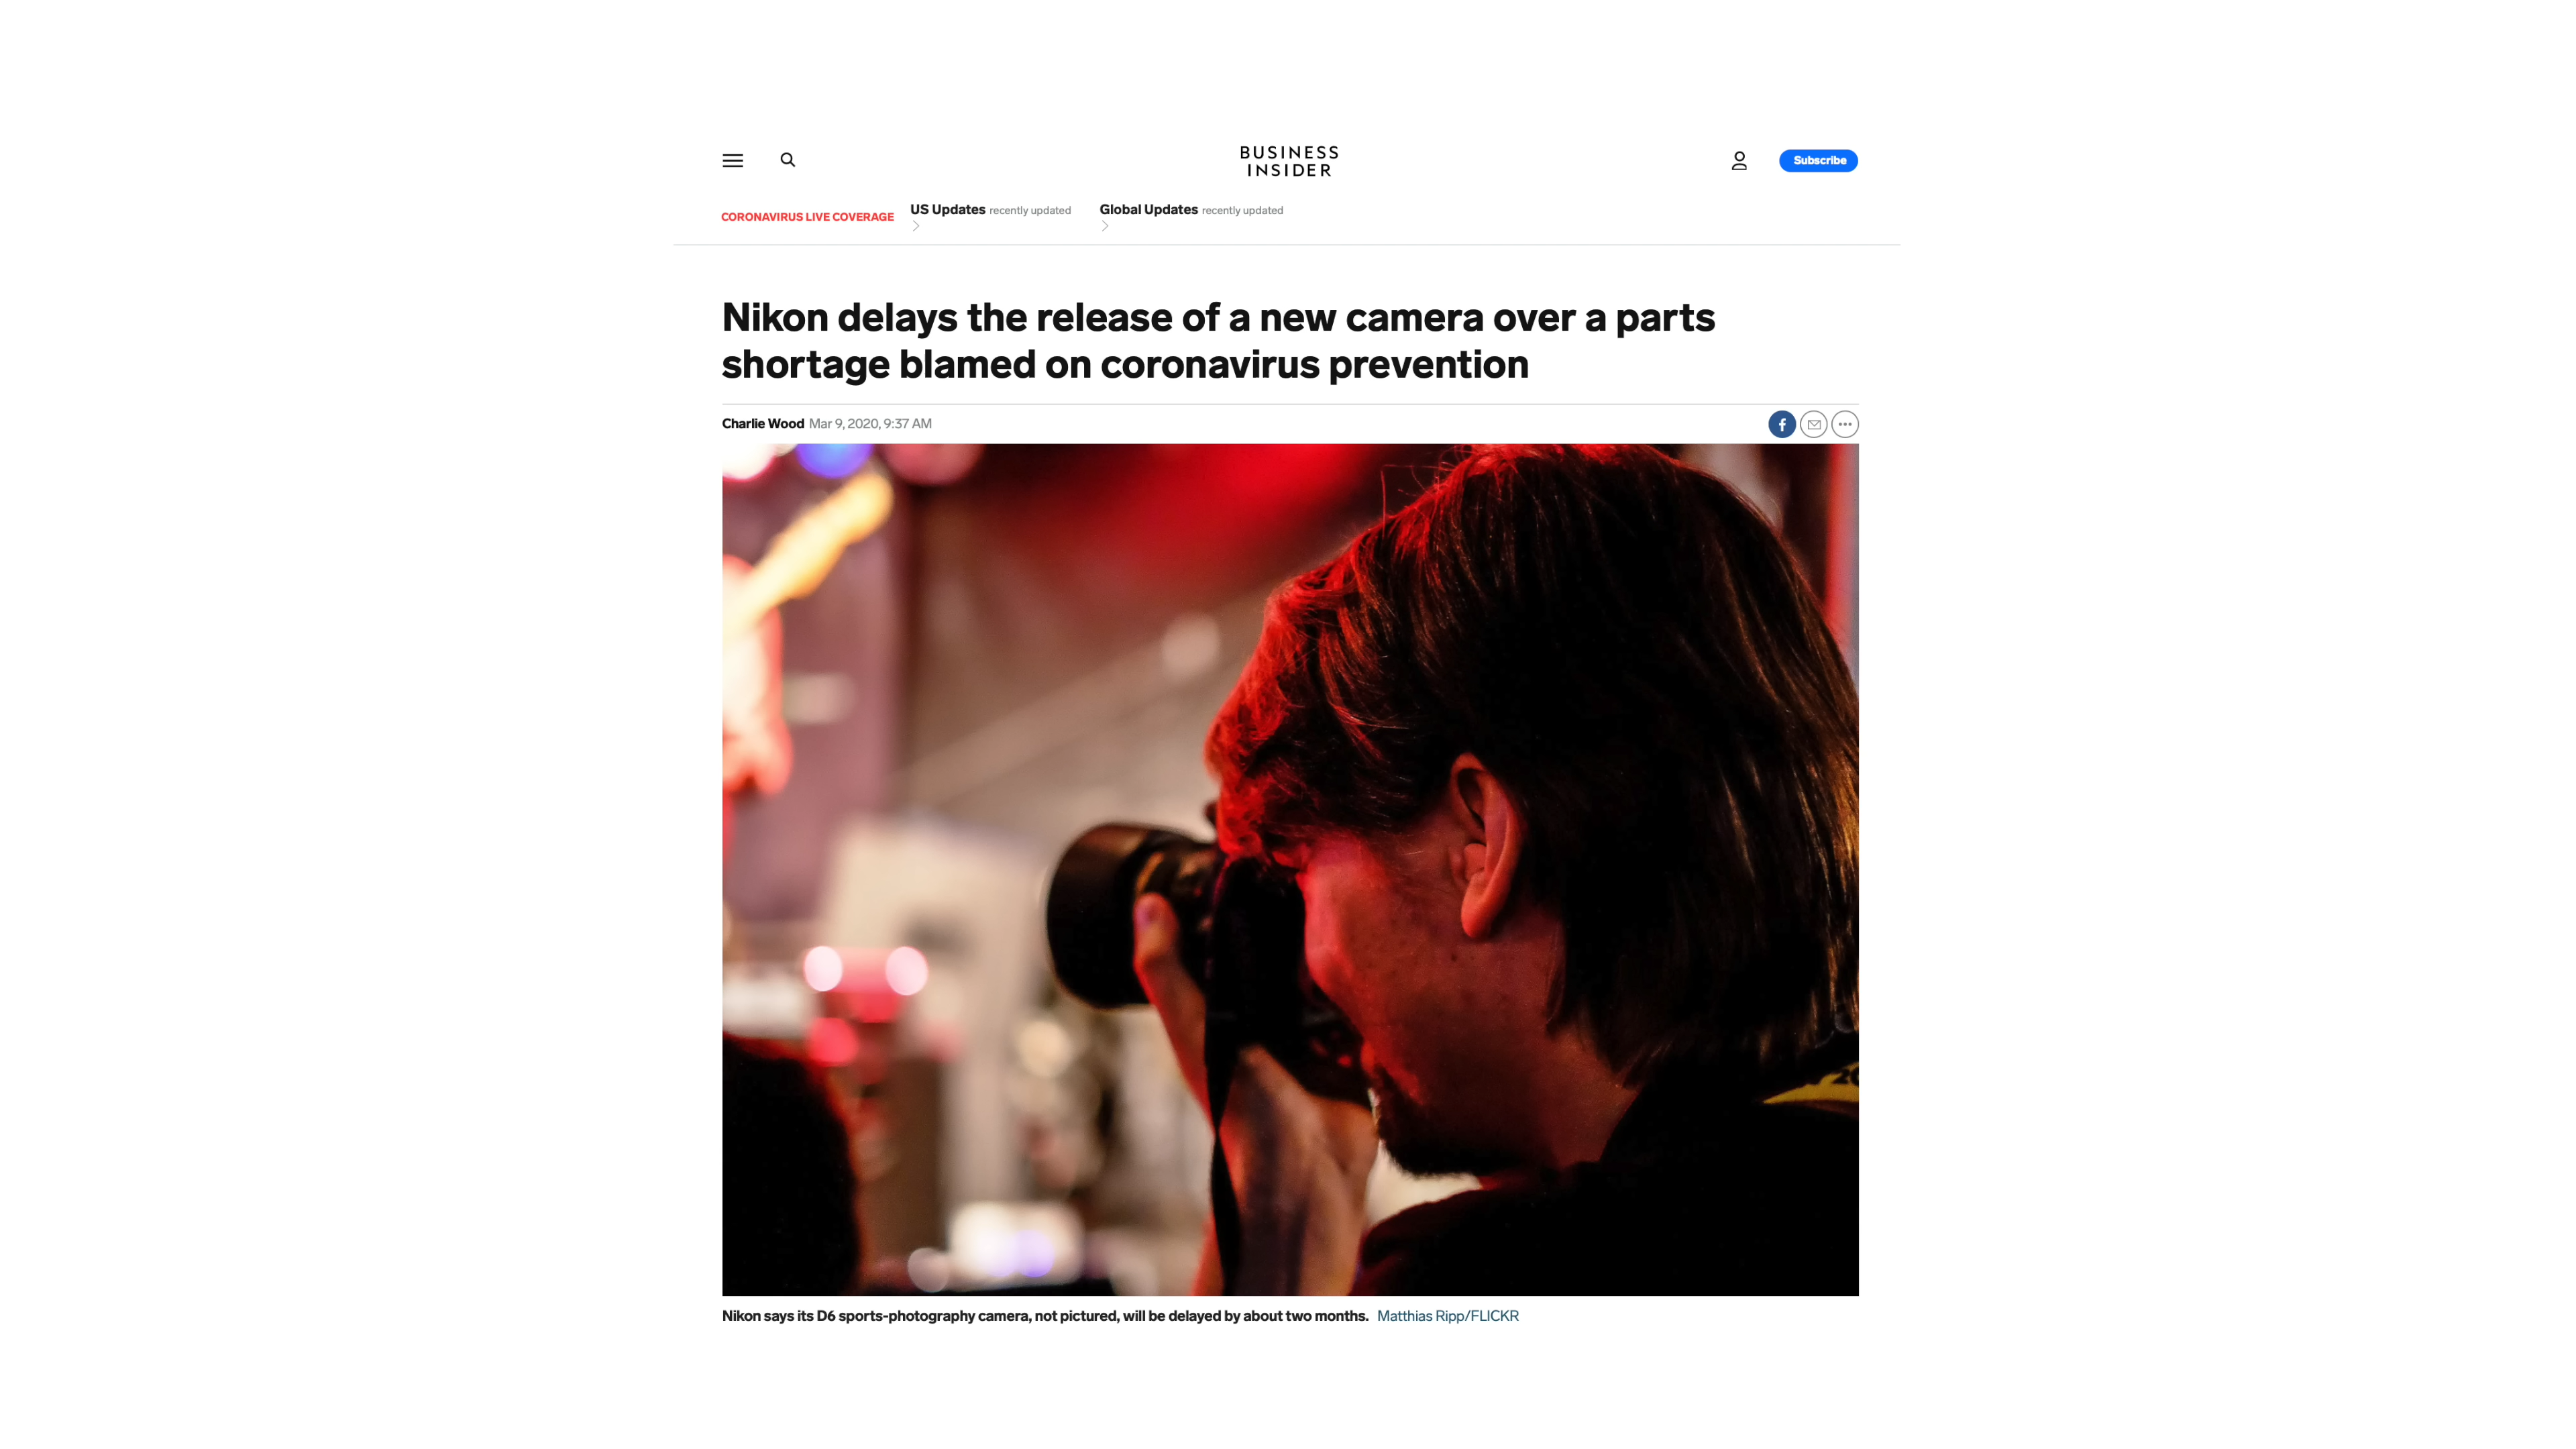 BUSINESS
INSIDER
Subscribe
CORONAVIRUS LIVE COVERAGE
US Updates recently updated
Global Updates recently updated
Nikon delays the release of a new camera over a parts
shortage blamed on coronavirus prevention
Charlie Wood Mar 9, 2020, 9:37 AM
Nikon says its D6 sports-photography camera, not pictured, will be delayed by about two months. Matthias Ripp/FLICKR